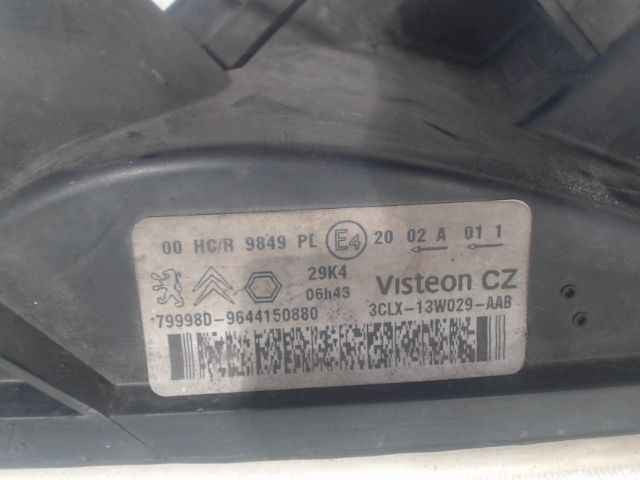 00 HC/R 9849 PL E4 20 02 A 01 1
29K4
06h43
Visteon CZ
79998D-9644150880
3CLX-13W029-AAB